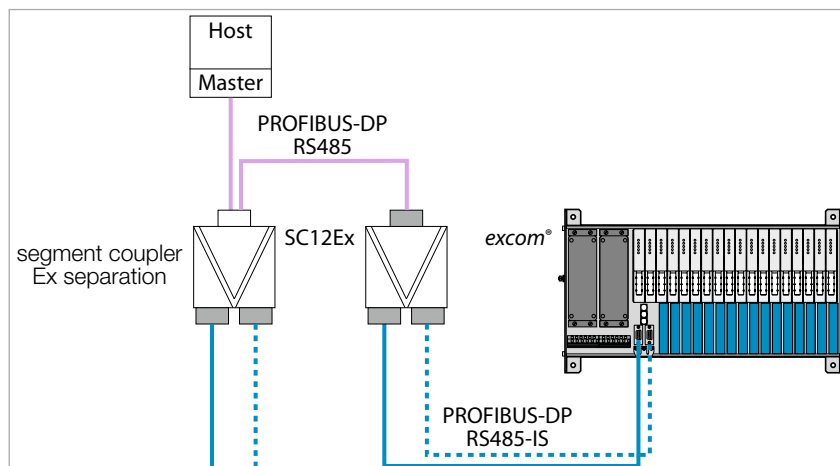 Host
Master
PROFIBUS-DP
RS485
segment coupler
Ex separation
SC12Ex
excom®
PROFIBUS-DP
RS485-IS